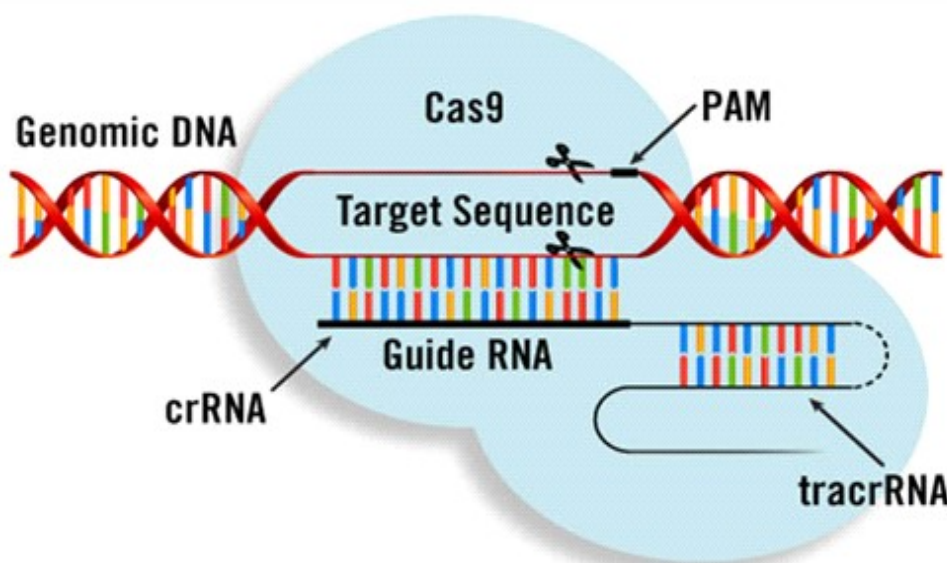 Cas9
PAM
Genomic DNA
Target Sequence
Guide RNA
crRNA
tracrRNA